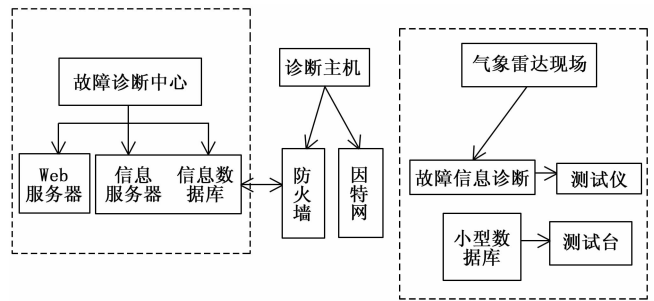 故障诊断中心
Web
服务器
信息
服务器
信息数
据库
诊断主机
防
火
墙
因
特
网
气象雷达现场
故障信息诊断
测试仪
小型数
据库
测试台